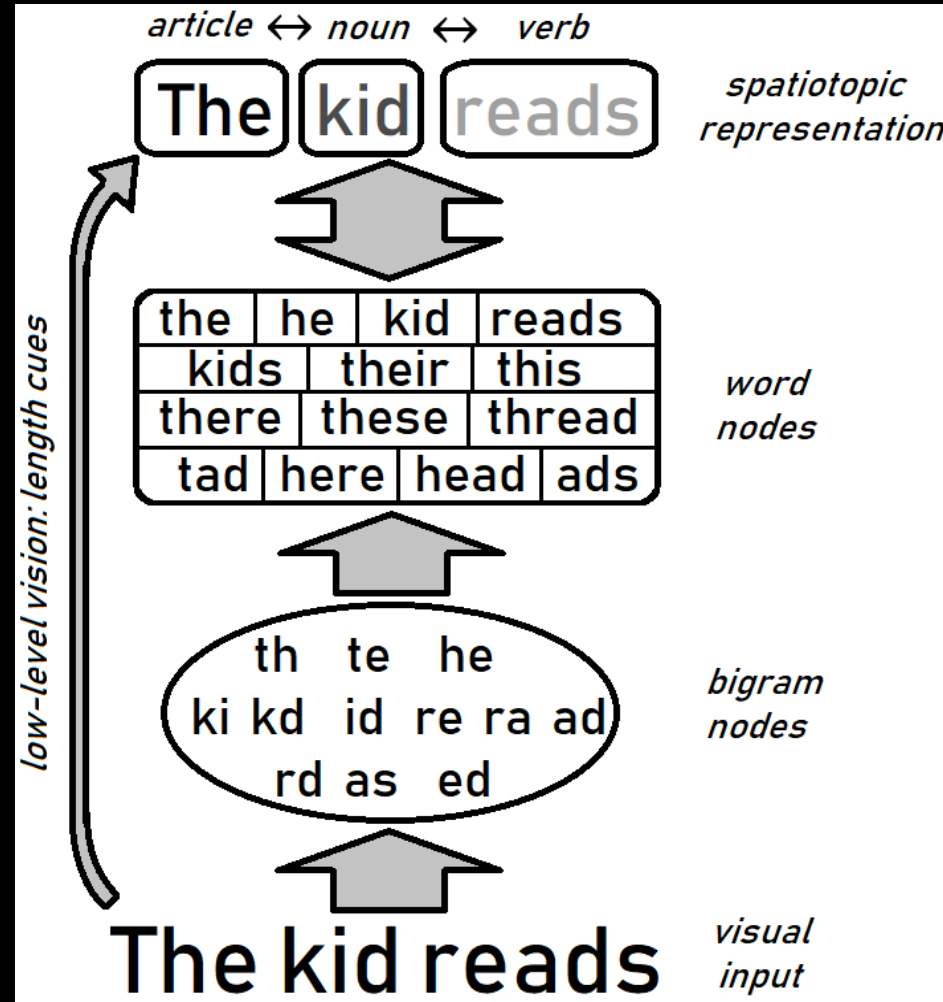 article ↔ noun ↔ verb
The kid reads
spatiotopic
representation
low-level vision: length cues
the he kid reads
kids their this
there these thread
tad here head ads
word
nodes
th te he
ki kd id re ra ad
rd as ed
bigram
nodes
The kid reads
visual
input